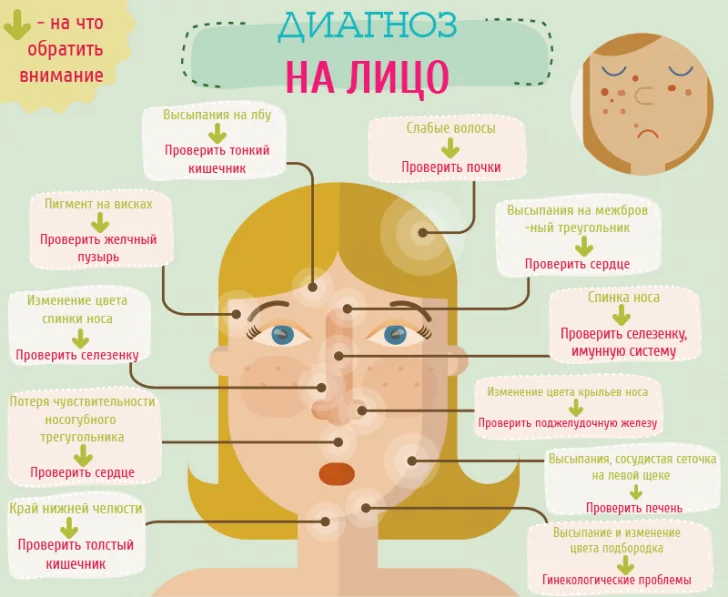 - на что
обратить
внимание
ДИАГНОЗ
НА ЛИЦО
Высыпания на лбу
Проверить тонкий
кишечник
Слабые волосы
Проверить почки
Пигмент на висках
Проверить желчный
пузырь
Высыпания на межбров
-ный треугольник
Проверить сердце
Изменение цвета
спинки носа
Проверить селезенку
Спинка носа
Проверить селезенку,
имунную систему
Потеря чувствительности
носогубного
трегугольника
Проверить сердце
Изменение цвета крыльев носа
Проверить поджелудочную железу
Высыпания, сосудистая сеточка
на левой щеке
Проверить печень
Край нижней челюсти
Проверить толстый
кишечник
Высыпание и изменение
цвета подбородка
Гинекологические проблемы